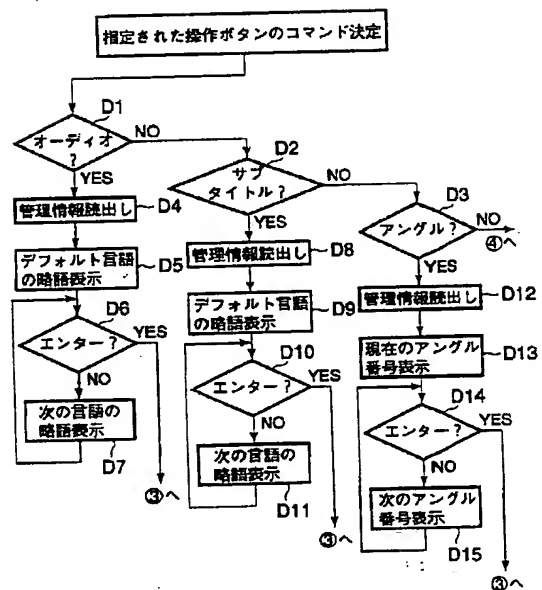 指定された操作ボタンのコマンド決定
D1
オーディオ
?
NO
YES
D2
サブ
タイトル?
NO
YES
D3
アングル?
NO
④へ
YES
管理情報読出し
D4
デフォルト言語
の略語表示
D5
D6
エンター?
YES
NO
次の言語の
略語表示
D7
③へ
管理情報読出し
D8
デフォルト言語
の略語表示
D9
D10
エンター?
YES
NO
次の言語の
略語表示
D11
③へ
管理情報読出し
D12
現在のアングル
番号表示
D13
D14
エンター?
YES
NO
次のアングル
番号表示
D15
③へ